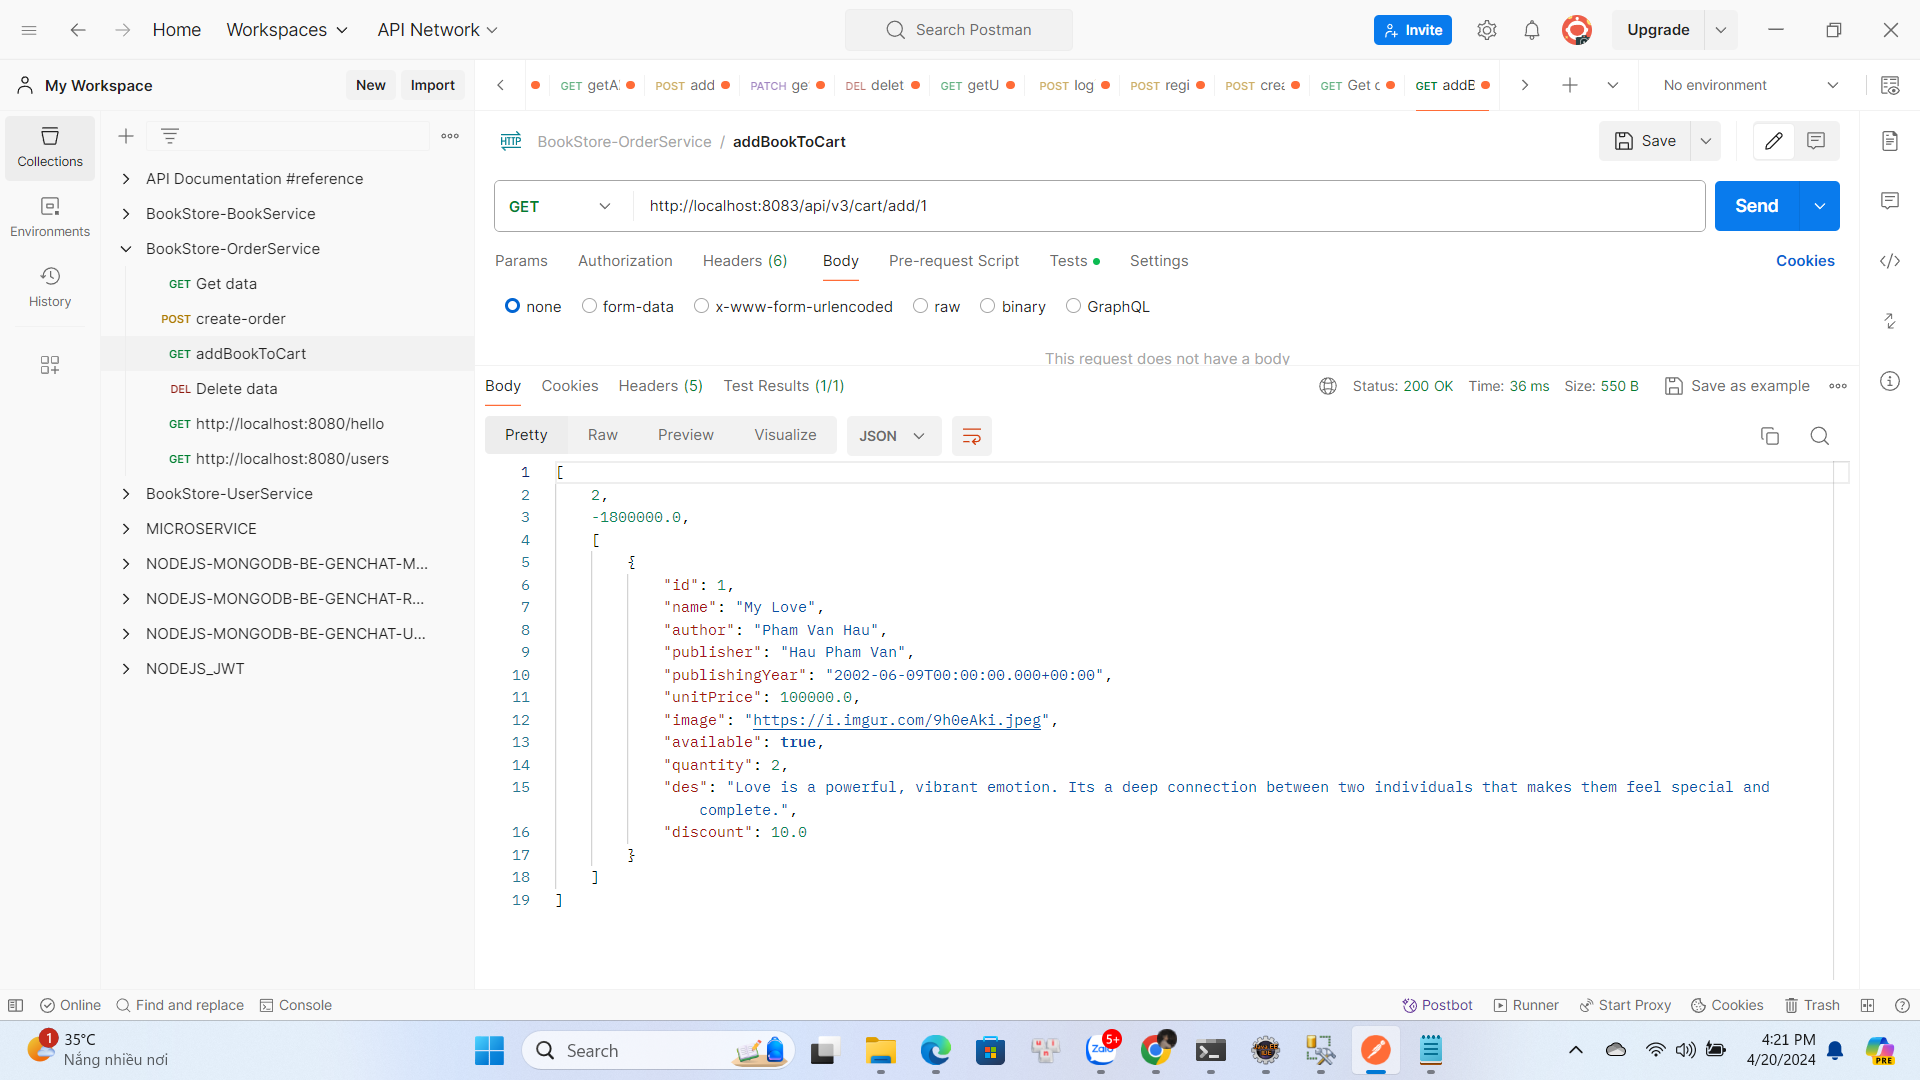 Home
Workspaces
API Network
Search Postman
Invite
Upgrade
My Workspace
New
Import
GET getA
POST add
PATCH ge
DEL delet
GET getU
POST log
POST regi
POST crea
GET Get c
GET addB
No environment
Collections
Environments
History
API Documentation #reference
BookStore-BookService
BookStore-OrderService
GET Get data
POST create-order
GET addBookToCart
DEL Delete data
GET http://localhost:8080/hello
GET http://localhost:8080/users
BookStore-UserService
MICROSERVICE
NODEJS-MONGODB-BE-GENCHAT-M...
NODEJS-MONGODB-BE-GENCHAT-R...
NODEJS-MONGODB-BE-GENCHAT-U...
NODEJS_JWT
HTTP BookStore-OrderService / addBookToCart
Save
GET
http://localhost:8083/api/v3/cart/add/1
Send
Params Authorization Headers (6) Body Pre-request Script Tests Settings
Cookies
none form-data x-www-form-urlencoded raw binary GraphQL
This request does not have a body
Body Cookies Headers (5) Test Results (1/1)
Status: 200 OK Time: 36 ms Size: 550 B
Save as example
Pretty Raw Preview Visualize JSON
1 [
2 2,
3 -1800000.0,
4 [
5 {
6 "id": 1,
7 "name": "My Love",
8 "author": "Pham Van Hau",
9 "publisher": "Hau Pham Van",
10 "publishingYear": "2002-06-09T00:00:00.000+00:00",
11 "unitPrice": 100000.0,
12 "image": "https://i.imgur.com/9h0eAki.jpeg",
13 "available": true,
14 "quantity": 2,
15 "des": "Love is a powerful, vibrant emotion. Its a deep connection between two individuals that makes them feel special and
complete.",
16 "discount": 10.0
17 }
18 ]
19 ]
Online
Find and replace
Console
Postbot
Runner
Start Proxy
Cookies
Trash
1
35°C
Nắng nhiều nơi
Search
Zalo
5+
4:21 PM
4/20/2024
PRE